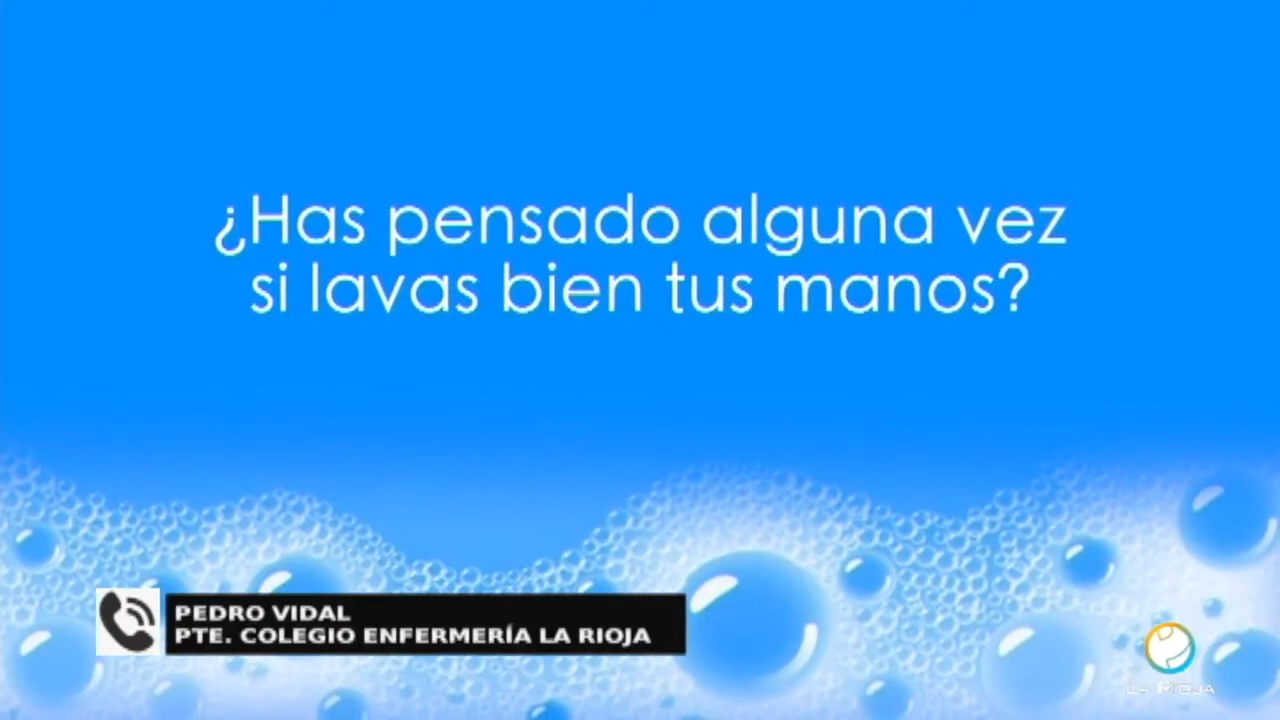 ¿Has pensado alguna vez
si lavas bien tus manos?
PEDRO VIDAL
PTE. COLEGIO ENFERMERÍA LA RIOJA
LA RIOJA